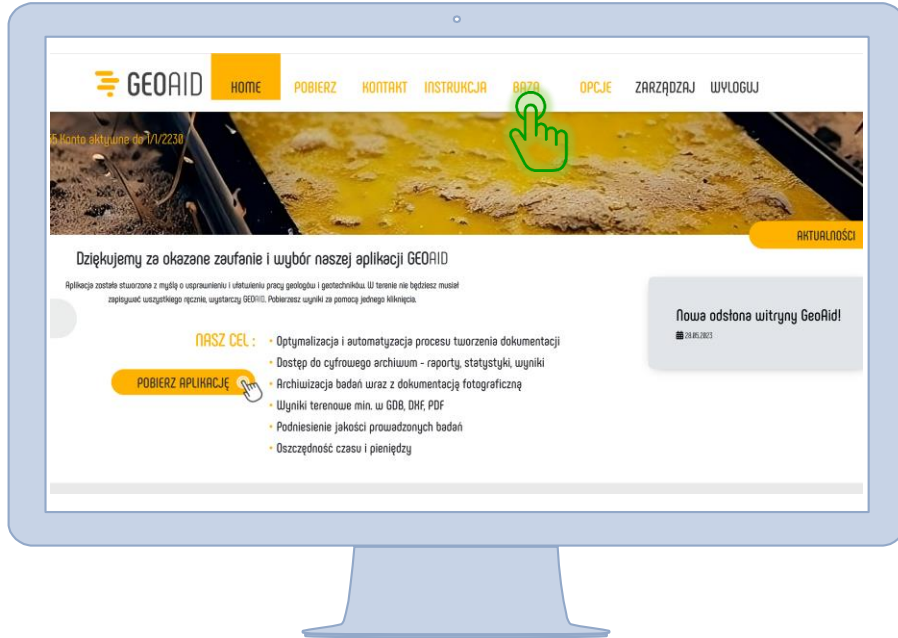 GEOAID HOME POBIERZ KONTAKT INSTRUKCJA BAZA OPCJE ZARZĄDZAJ WYLOGUJ
Konto aktywne do 1/1/2230
AKTUALNOŚCI
Dziękujemy za okazane zaufanie i wybór naszej aplikacji GEOAID
Aplikacja została stworzona z myślą o usprawnieniu i ułatwieniu pracy geologów i geotechników. W terenie nie będziesz musiał
zapisywać wszystkiego ręcznie, wystarczy GEOAID. Pobierzesz wyniki za pomocą jednego kliknięcia.
Nowa odsłona witryny GeoAid!
28.05.2023
NASZ CEL :
• Optymalizacja i automatyzacja procesu tworzenia dokumentacji
• Dostęp do cyfrowego archiwum - raporty, statystyki, wyniki
POBIERZ APLIKACJĘ
• Archiwizacja badań wraz z dokumentacją fotograficzną
• Wyniki terenowe min. w GDB, DXF, PDF
• Podniesienie jakości prowadzonych badań
• Oszczędność czasu i pieniędzy